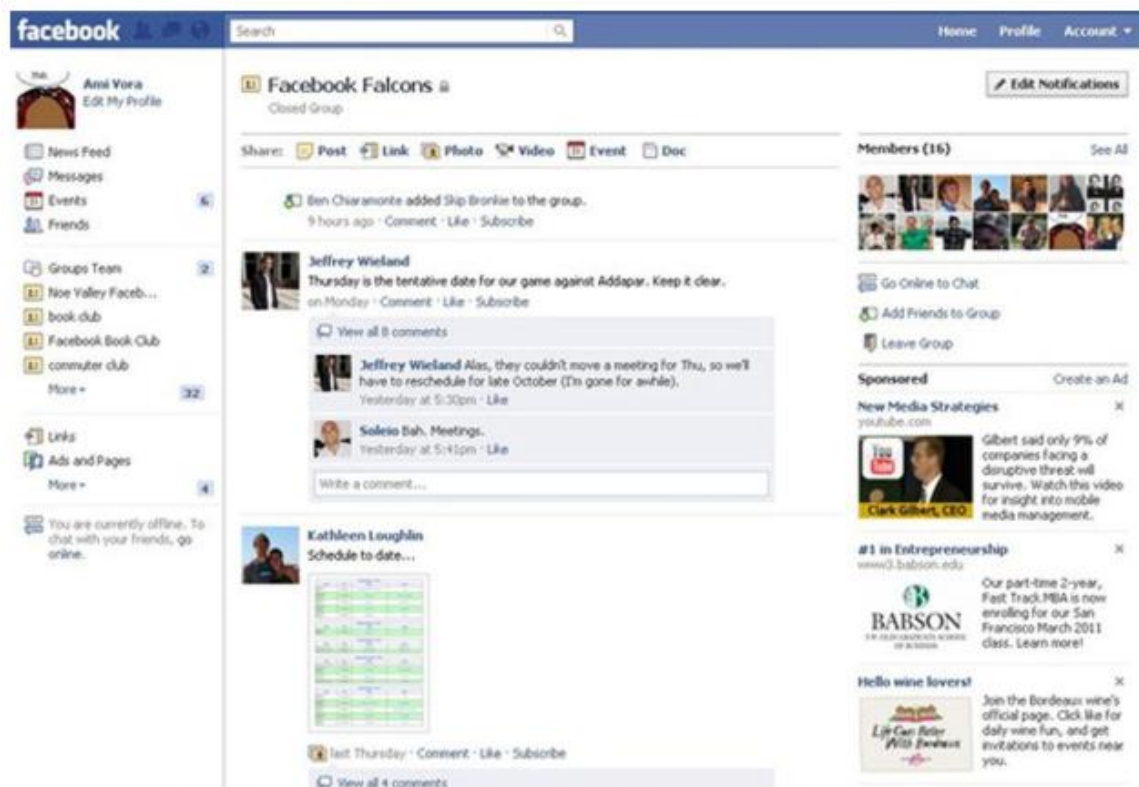 facebook
Search
Home Profile Account
Ami Vora
Edit My Profile
News Feed
Messages
Events 6
Friends
Groups Team 2
Noe Valley Faceb...
book club
Facebook Book Club
commuter club
More 32
Links
Ads and Pages
More 4
You are currently offline. To
chat with your friends, go
online.
Facebook Falcons
Closed Group
Share: Post Link Photo Video Event Doc
Ben Chiaramonte added Skip Bronkie to the group.
9 hours ago · Comment · Like · Subscribe
Jeffrey Wieland
Thursday is the tentative date for our game against Addapar. Keep it clear.
on Monday · Comment · Like · Subscribe
View all 8 comments
Jeffrey Wieland Alas, they couldn't move a meeting for Thu, so we'll
have to reschedule for late October (I'm gone for awhile).
Yesterday at 5:30pm · Like
Soleio Bah. Meetings.
Yesterday at 5:41pm · Like
Write a comment...
Kathleen Loughlin
Schedule to date...
last Thursday · Comment · Like · Subscribe
View all 4 comments
Edit Notifications
Members (16) See All
Go Online to Chat
Add Friends to Group
Leave Group
Sponsored Create an Ad
New Media Strategies
youtube.com
You
Tube
Clark Gilbert, CEO
Gilbert said only 9% of
companies facing a
disruptive threat will
survive. Watch this video
for insight into mobile
media management.
#1 in Entrepreneurship
www3.babson.edu
BABSON
Our part-time 2-year,
Fast Track MBA is now
enrolling for our San
Francisco March 2011
class. Learn more!
Hello wine lovers!
Life Gets Better
With Bordeaux
Join the Bordeaux wine's
official page. Click like for
daily wine fun, and get
invitations to events near
you.